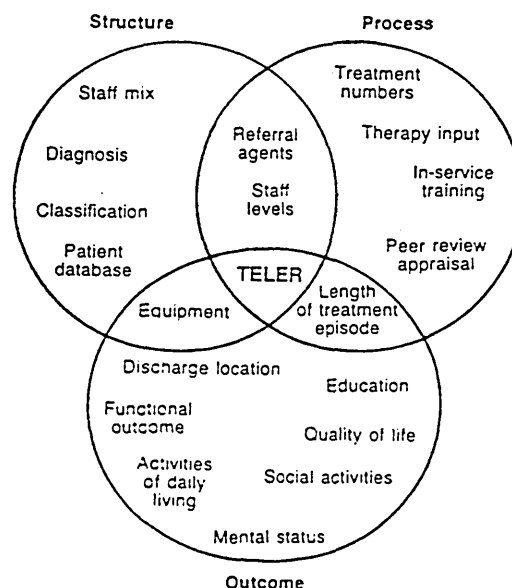 Structure
Process
Staff mix
Diagnosis
Classification
Patient
database
Referral
agents
Staff
levels
Treatment
numbers
Therapy input
In-service
training
Peer review
appraisal
TELER
Equipment
Length
of treatment
episode
Discharge location
Education
Functional
outcome
Quality of life
Activities
of daily
living
Social activities
Mental status
Outcome